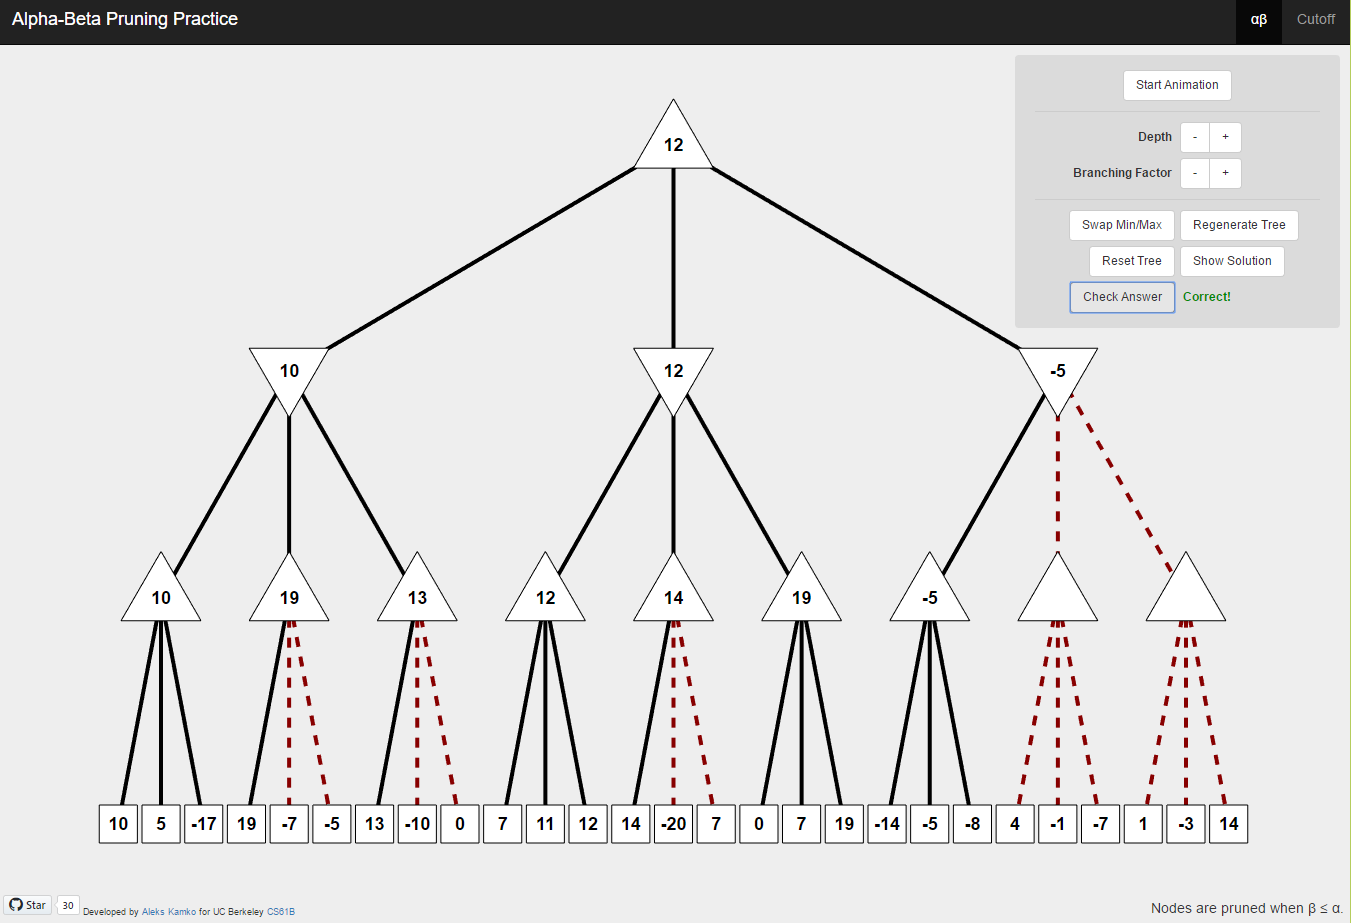 Alpha-Beta Pruning Practice
αβ Cutoff
Start Animation
Depth - +
Branching Factor - +
Swap Min/Max Regenerate Tree
Reset Tree Show Solution
Check Answer Correct!
12
10 12 -5
10 19 13 12 14 19 -5
10 5 -17 19 -7 -5 13 -10 0 7 11 12 14 -20 7 0 7 19 -14 -5 -8 4 -1 -7 1 -3 14
Star 30 Developed by Aleks Kamko for UC Berkeley CS61B
Nodes are pruned when β ≤ α.